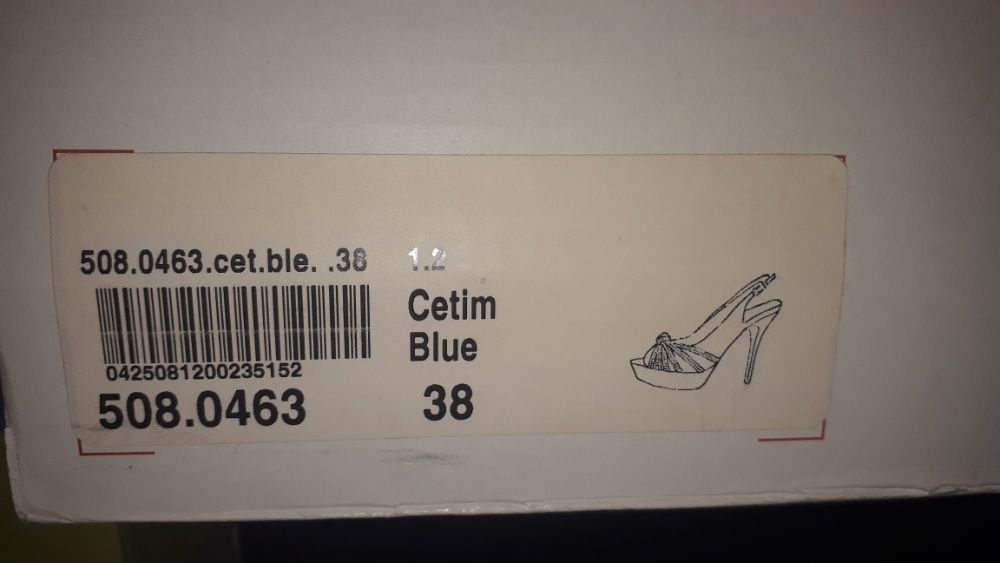 508.0463.cet.ble. .38 1.2
Cetim
Blue
0425081200235152
508.0463 38